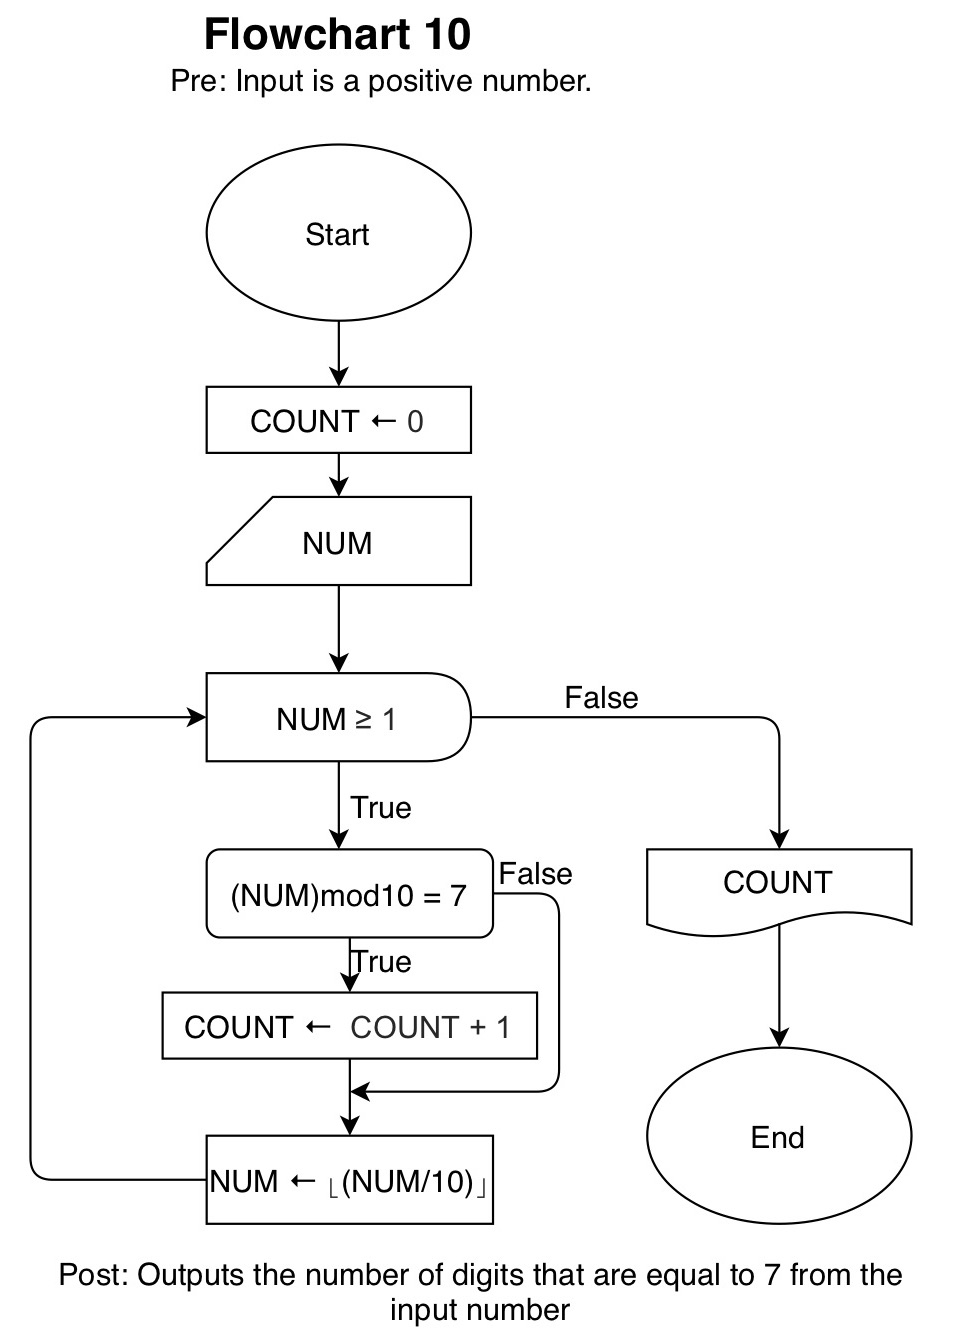 Flowchart 10
Pre: Input is a positive number.
Start
COUNT ← 0
NUM
NUM ≥ 1
False
True
(NUM)mod10 = 7
False
True
COUNT ← COUNT + 1
NUM ← ⌊(NUM/10)⌋
COUNT
End
Post: Outputs the number of digits that are equal to 7 from the
input number